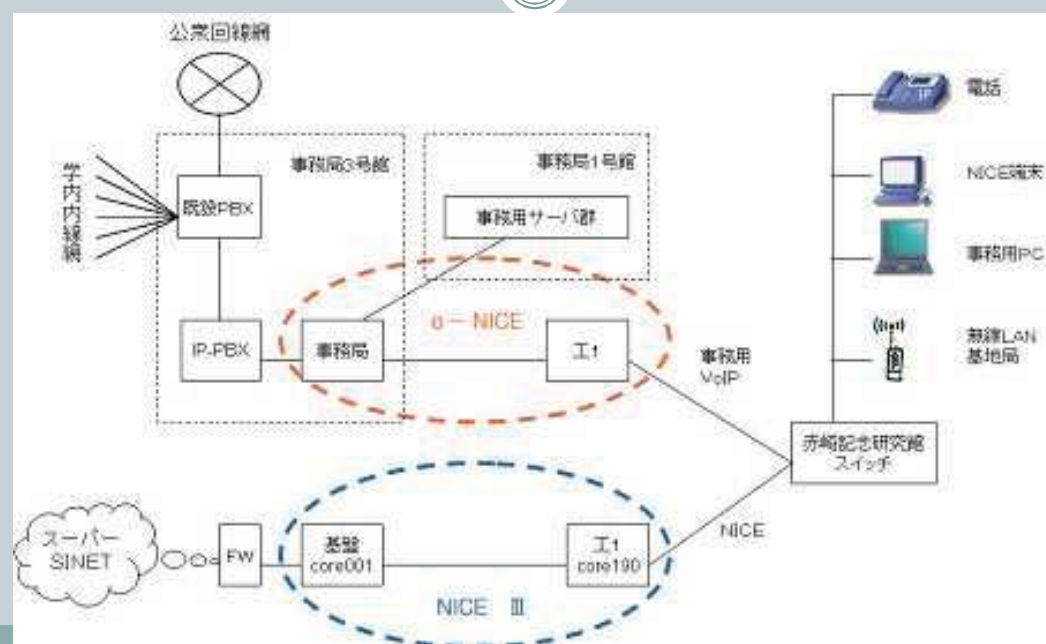 公衆回線網
事務局3号館
事務局1号館
学内内線網
既設PBX
事務用サーバ群
α－NICE
IP-PBX
事務局
工1
事務用
VoIP
電話
NICE端末
事務用PC
無線LAN
基地局
赤崎記念研究館
スイッチ
スーパー
SINET
FW
基盤
core001
工1
core190
NICE
NICE Ⅲ